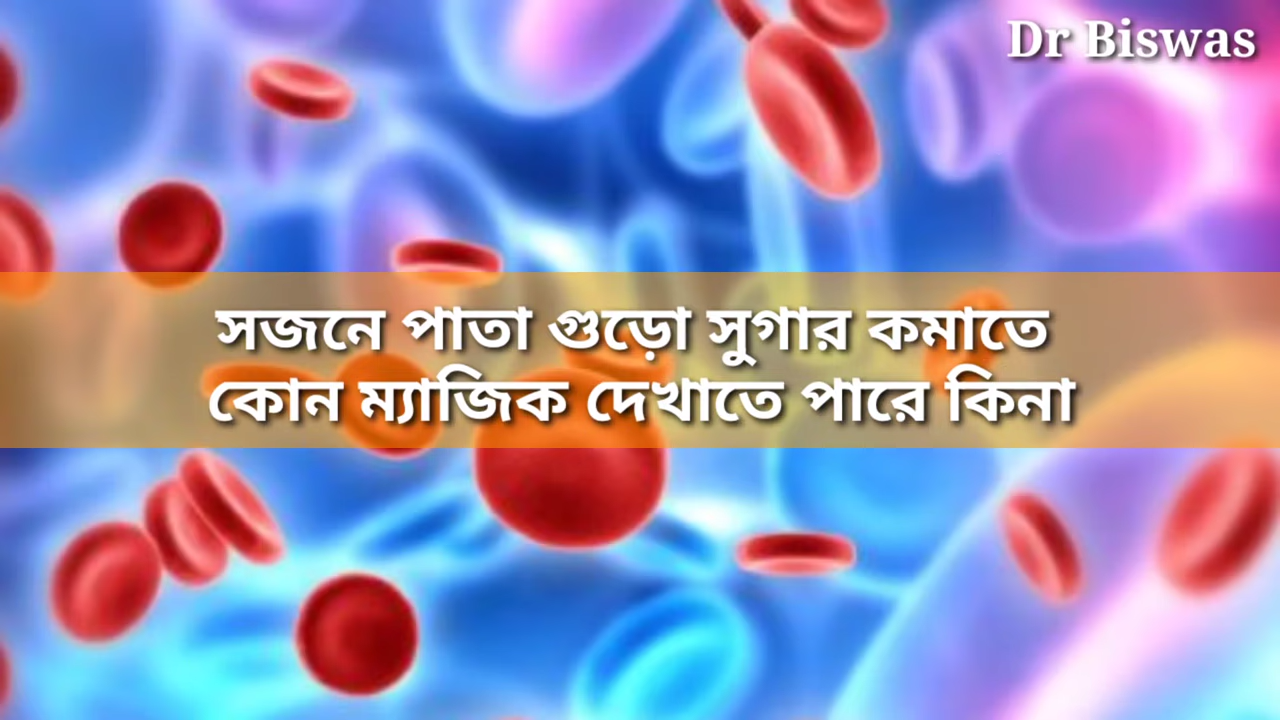 Dr Biswas
সজনে পাতা গুড়ো সুগার কমাতে
কোন ম্যাজিক দেখাতে পারে কিনা